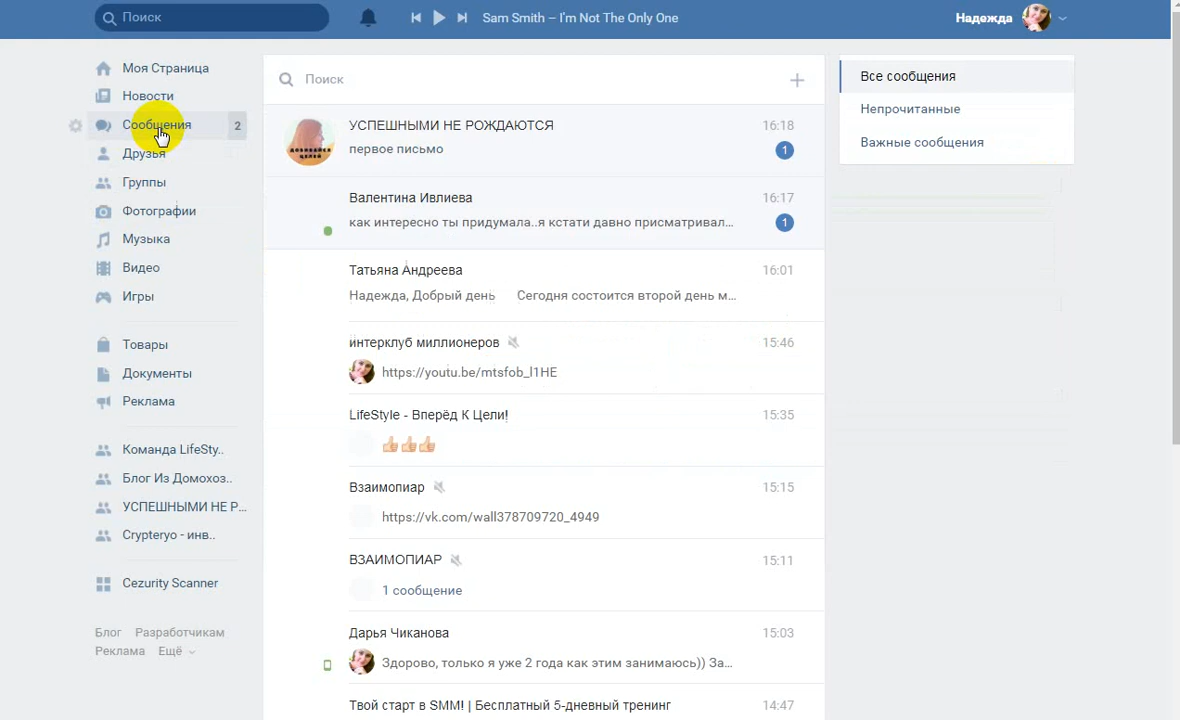 Поиск
Sam Smith – I'm Not The Only One
Надежда
Моя Страница
Новости
Сообщения 2
Друзья
Группы
Фотографии
Музыка
Видео
Игры
Товары
Документы
Реклама
Команда LifeSty..
Блог Из Домохоз..
УСПЕШНЫМИ НЕ Р...
Crypteryo - инв..
Cezurity Scanner
Блог Разработчикам
Реклама Ещё
Поиск
ДОБИВАЙСЯ
ЦЕЛЕЙ
УСПЕШНЫМИ НЕ РОЖДАЮТСЯ 16:18
первое письмо 1
Валентина Ивлиева 16:17
как интересно ты придумала..я кстати давно присматривал... 1
Татьяна Андреева 16:01
Надежда, Добрый день Сегодня состоится второй день м...
интерклуб миллионеров 15:46
https://youtu.be/mtsfob_l1HE
LifeStyle - Вперёд К Цели! 15:35
👍👍👍
Взаимопиар 15:15
https://vk.com/wall378709720_4949
ВЗАИМОПИАР 15:11
1 сообщение
Дарья Чиканова 15:03
Здорово, только я уже 2 года как этим занимаюсь)) За...
Твой старт в SMM! | Бесплатный 5-дневный тренинг 14:47
Все сообщения
Непрочитанные
Важные сообщения